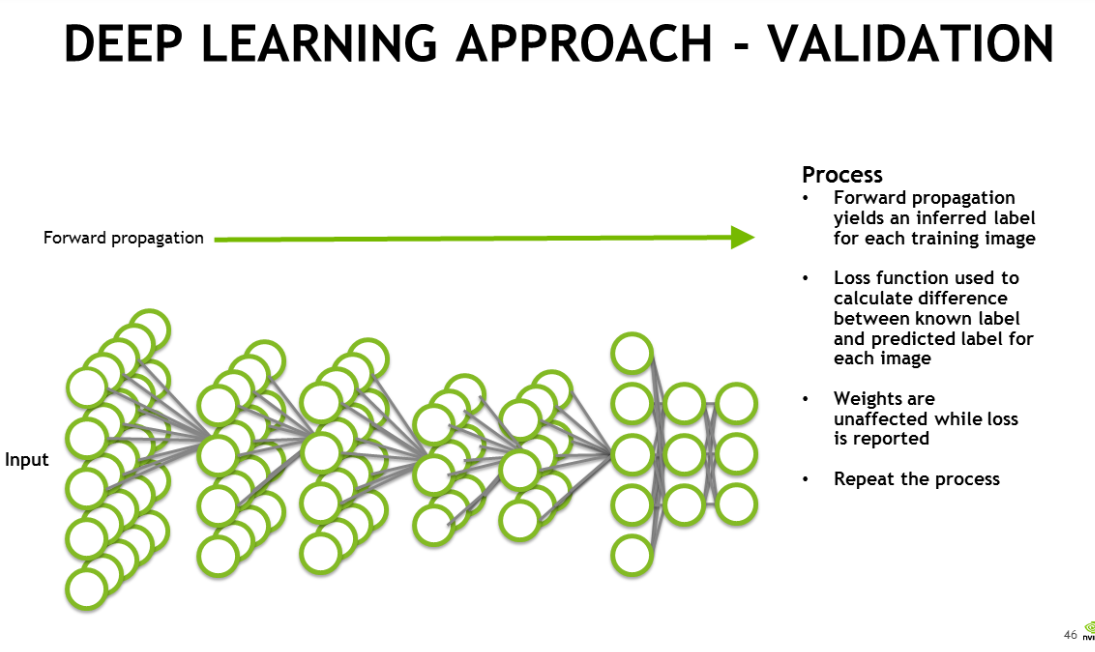 DEEP LEARNING APPROACH - VALIDATION
Forward propagation
Input
Process
• Forward propagation
yields an inferred label
for each training image
• Loss function used to
calculate difference
between known label
and predicted label for
each image
• Weights are
unaffected while loss
is reported
• Repeat the process
46